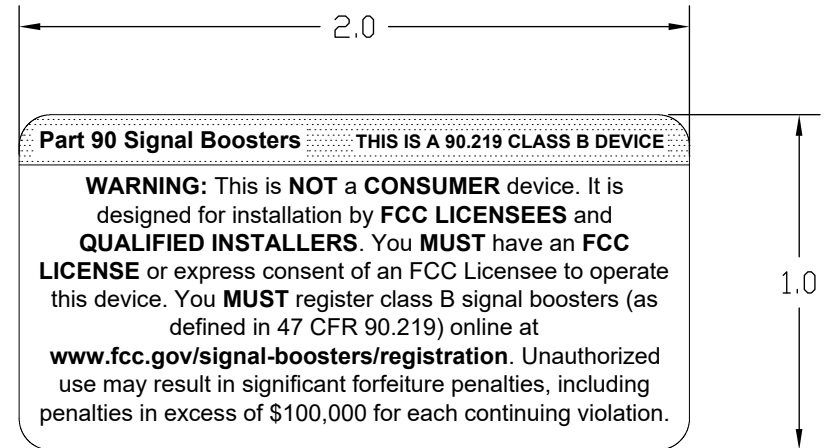 2.0
Part 90 Signal Boosters THIS IS A 90.219 CLASS B DEVICE
WARNING: This is NOT a CONSUMER device. It is
designed for installation by FCC LICENSEES and
QUALIFIED INSTALLERS. You MUST have an FCC
LICENSE or express consent of an FCC Licensee to operate
this device. You MUST register class B signal boosters (as
defined in 47 CFR 90.219) online at
www.fcc.gov/signal-boosters/registration. Unauthorized
use may result in significant forfeiture penalties, including
penalties in excess of $100,000 for each continuing violation.
1.0